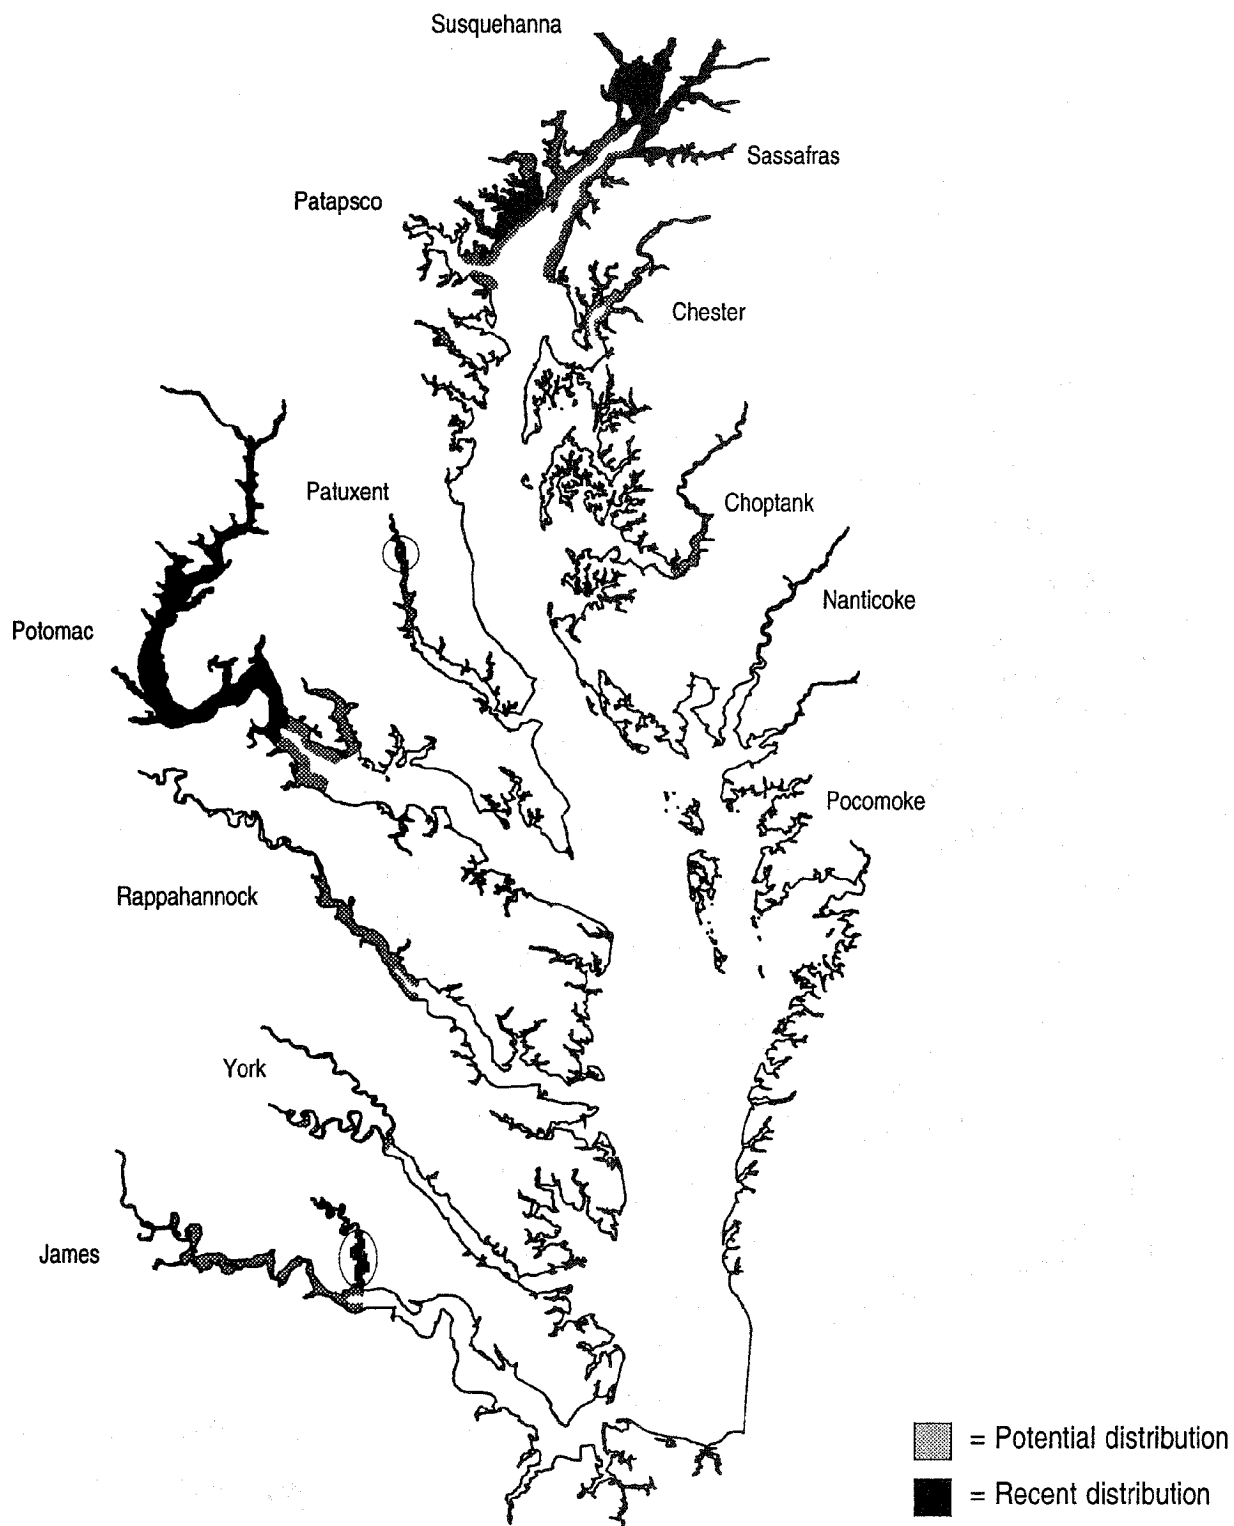 Susquehanna
Sassafras
Patapsco
Chester
Patuxent
Choptank
Nanticoke
Potomac
Pocomoke
Rappahannock
York
James
= Potential distribution
= Recent distribution